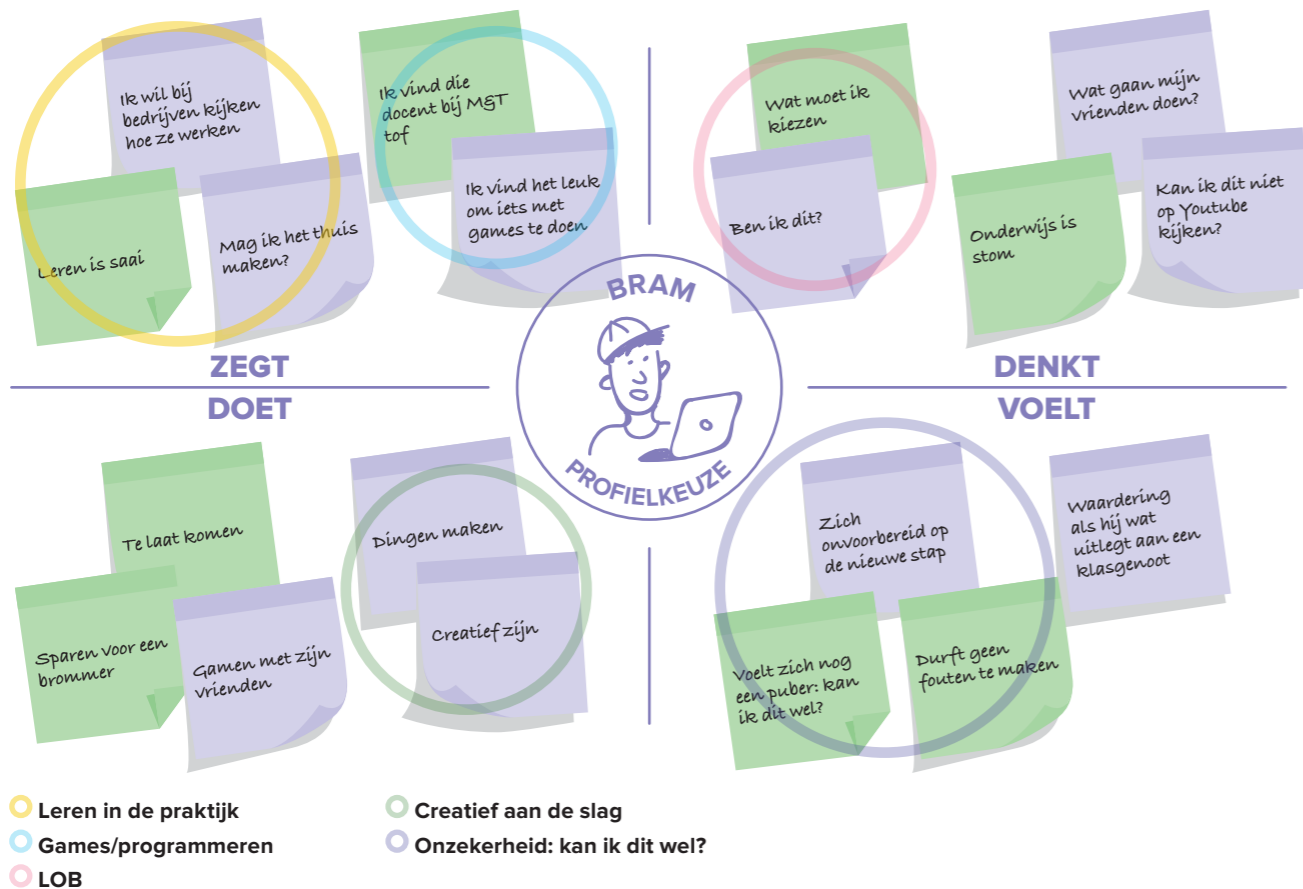 Ik wil bij
bedrijven kijken
hoe ze werken
Leren is saai
Mag ik het thuis
maken?
Ik vind die
docent bij M&T
tof
Ik vind het leuk
om iets met
games te doen
ZEGT
Wat moet ik
kiezen
Ben ik dit?
Wat gaan mijn
vrienden doen?
Onderwijs is
stom
Kan ik dit niet
op Youtube
kijken?
DENKT
BRAM
PROFIELKEUZE
DOET
Te laat komen
Sparen voor een
brommer
Gamen met zijn
vrienden
Dingen maken
Creatief zijn
VOELT
Zich
onvoorbereid op
de nieuwe stap
Voelt zich nog
een puber: kan
ik dit wel?
Durft geen
fouten te maken
Waardering
als hij wat
uitlegt aan een
klasgenoot
Leren in de praktijk
Games/programmeren
LOB
Creatief aan de slag
Onzekerheid: kan ik dit wel?